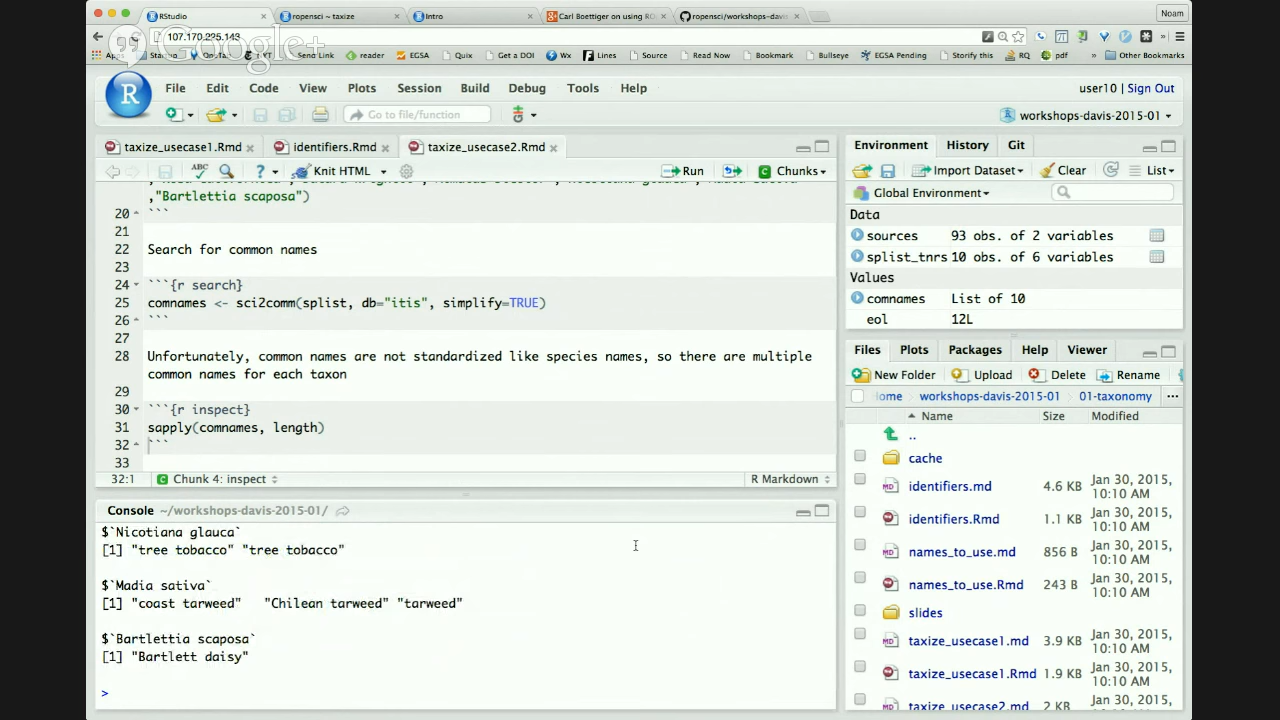 RStudio
ropensci ~ taxize
Intro
Carl Boettiger on using RO
ropensci/workshops-davis
Noam
107.170.225.143
Google+
Apps
YT
Send Link
reader
EGSA
Quix
Get a DOI
Wx
Lines
Source
Read Now
Bookmark
Bullseye
EGSA Pending
Storify this
RQ
pdf
»
Other Bookmarks
R File Edit Code View Plots Session Build Debug Tools Help
user10 | Sign Out
Go to file/function
workshops-davis-2015-01
taxize_usecase1.Rmd
identifiers.Rmd
taxize_usecase2.Rmd
ABC
Knit HTML
Run
Chunks
,"Bartlettia scaposa")
20 ```
21
22 Search for common names
23
24 ```{r search}
25 comnames <- sci2comm(splist, db="itis", simplify=TRUE)
26 ```
27
28 Unfortunately, common names are not standardized like species names, so there are multiple
common names for each taxon
29
30 ```{r inspect}
31 sapply(comnames, length)
32 ```
33
32:1 C Chunk 4: inspect
R Markdown
Console ~/workshops-davis-2015-01/
$`Nicotiana glauca`
[1] "tree tobacco" "tree tobacco"
$`Madia sativa`
[1] "coast tarweed" "Chilean tarweed" "tarweed"
$`Bartlettia scaposa`
[1] "Bartlett daisy"
>
Environment History Git
Import Dataset Clear List
Global Environment
Data
sources 93 obs. of 2 variables
splist_tnrs 10 obs. of 6 variables
Values
comnames List of 10
eol 12L
Files Plots Packages Help Viewer
New Folder Upload Delete Rename
ome workshops-davis-2015-01 01-taxonomy ...
Name Size Modified
..
cache
identifiers.md 4.6 KB Jan 30, 2015,
10:10 AM
identifiers.Rmd 1.1 KB Jan 30, 2015,
10:10 AM
names_to_use.md 856 B Jan 30, 2015,
10:10 AM
names_to_use.Rmd 243 B Jan 30, 2015,
10:10 AM
slides
taxize_usecase1.md 3.9 KB Jan 30, 2015,
10:10 AM
taxize_usecase1.Rmd 1.9 KB Jan 30, 2015,
10:10 AM
taxize_usecase2.md 2 KB Jan 30, 2015,